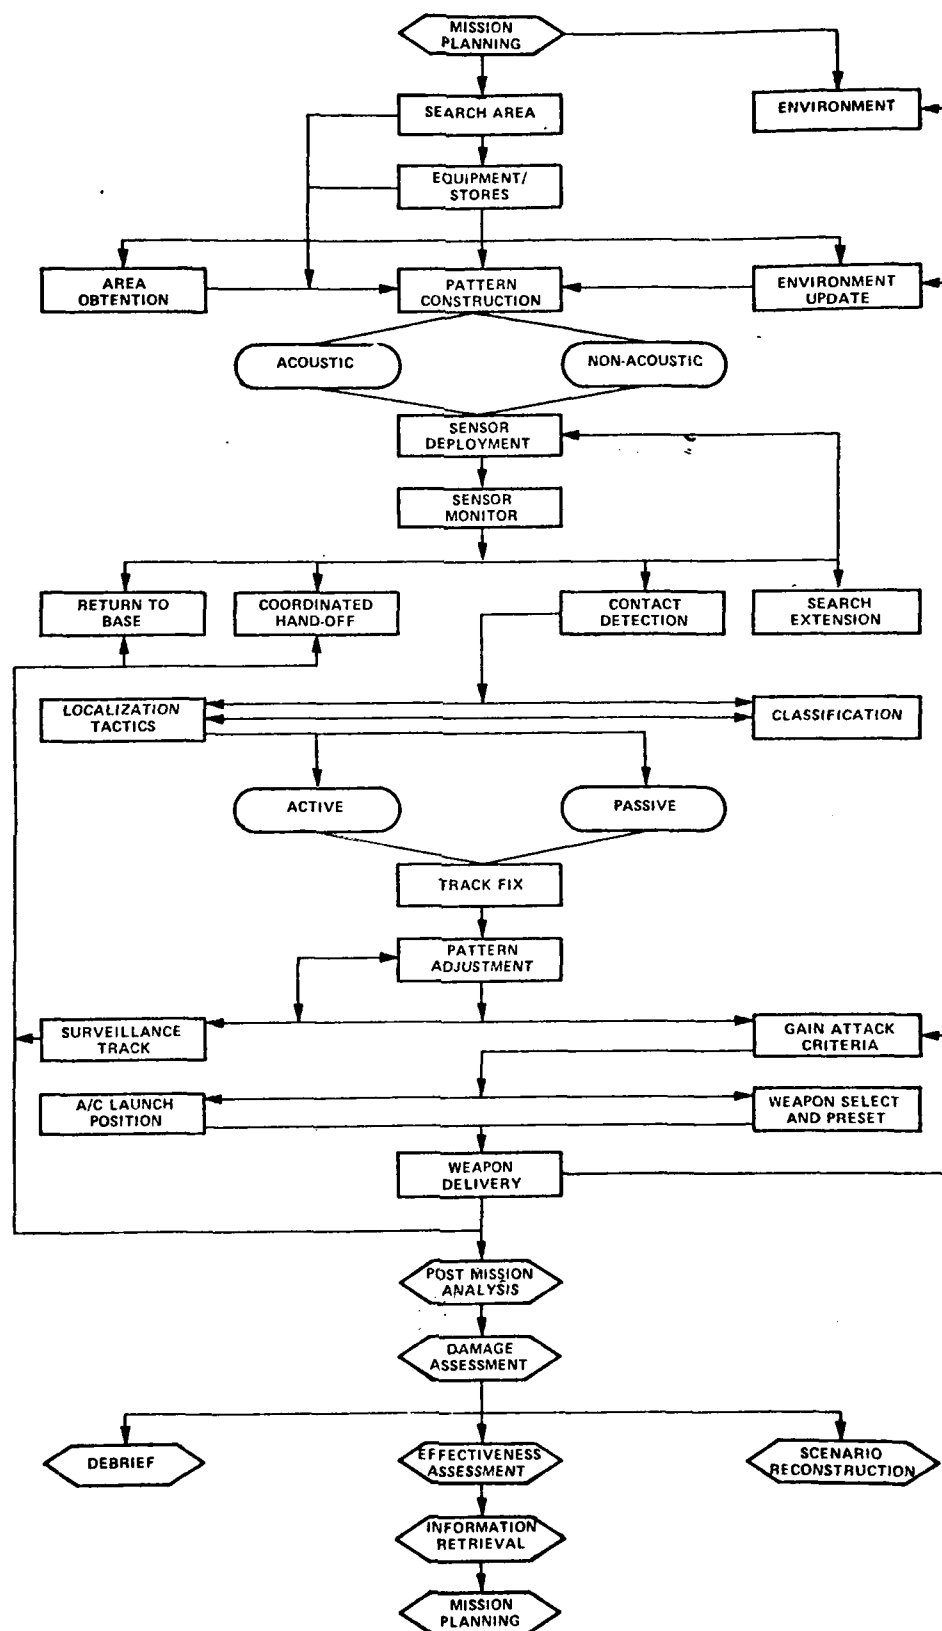 MISSION
PLANNING
SEARCH AREA
ENVIRONMENT
EQUIPMENT/
STORES
AREA
OBTENTION
PATTERN
CONSTRUCTION
ENVIRONMENT
UPDATE
ACOUSTIC
NON-ACOUSTIC
SENSOR
DEPLOYMENT
SENSOR
MONITOR
RETURN TO
BASE
COORDINATED
HAND-OFF
CONTACT
DETECTION
SEARCH
EXTENSION
LOCALIZATION
TACTICS
CLASSIFICATION
ACTIVE
PASSIVE
TRACK FIX
PATTERN
ADJUSTMENT
SURVEILLANCE
TRACK
GAIN ATTACK
CRITERIA
A/C LAUNCH
POSITION
WEAPON SELECT
AND PRESET
WEAPON
DELIVERY
POST MISSION
ANALYSIS
DAMAGE
ASSESSMENT
DEBRIEF
EFFECTIVENESS
ASSESSMENT
SCENARIO
RECONSTRUCTION
INFORMATION
RETRIEVAL
MISSION
PLANNING